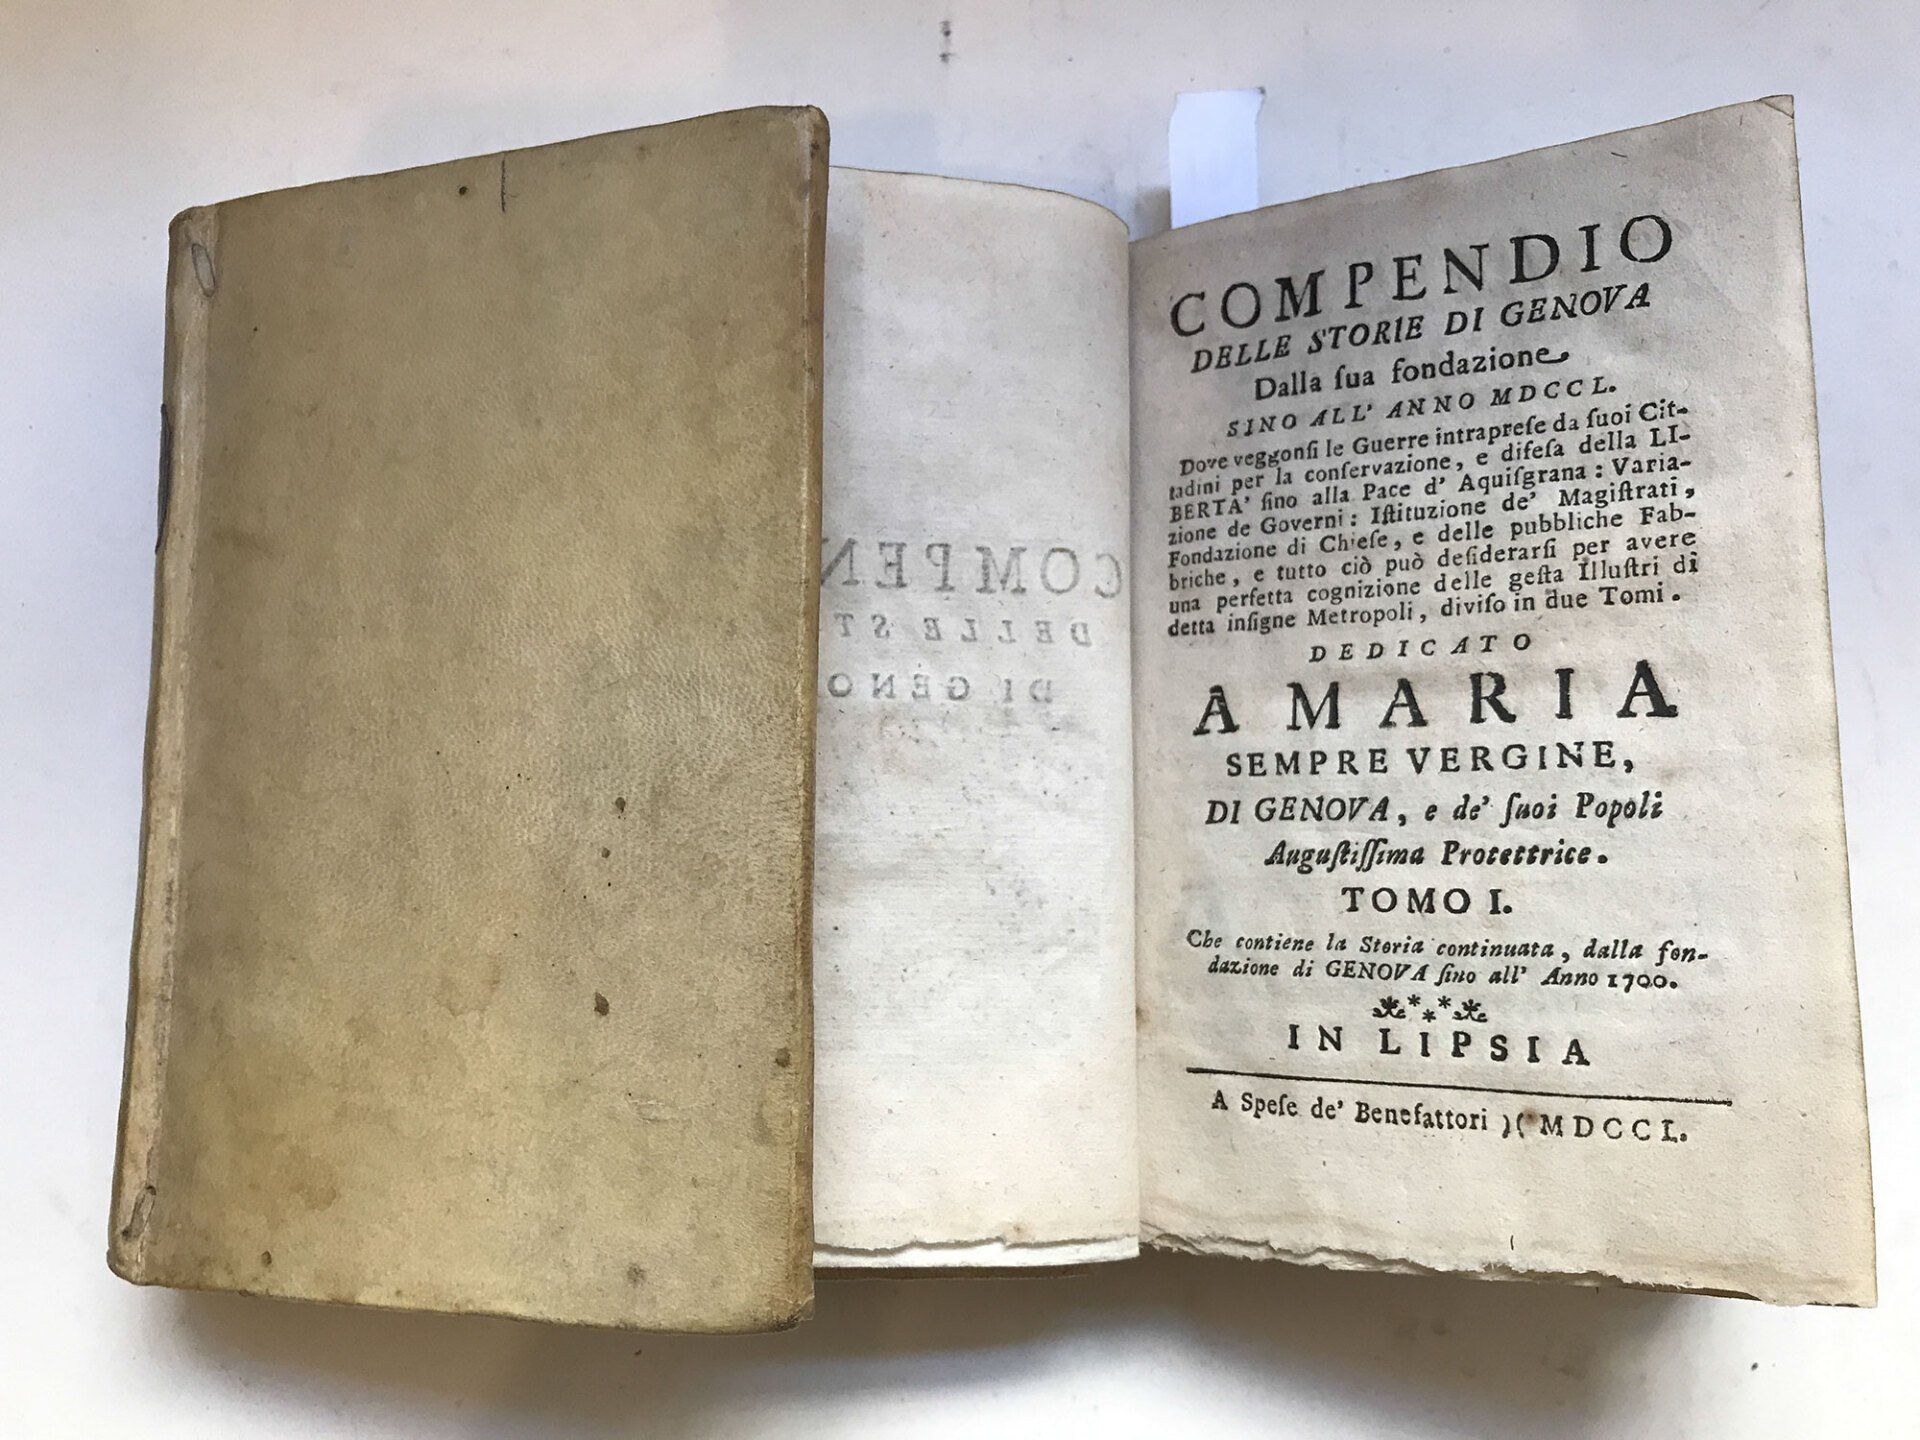 COMPEN
DELLE ST
DI GENO
COMPENDIO
DELLE STORIE DI GENOVA
Dalla ſua fondazione
SINO ALL' ANNO MDCCL.
Dove veggonſi le Guerre intrapreſe da ſuoi Cit-
tadini per la conſervazione, e difeſa della LI-
BERTA' ſino alla Pace d' Aquiſgrana: Varia-
zione de Governi: Iſtituzione de' Magiſtrati,
Fondazione di Chieſe, e delle pubbliche Fab-
briche, e tutto ciò può deſiderarſi per avere
una perfetta cognizione delle geſta Illuſtri di
detta inſigne Metropoli, diviſo in due Tomi.
DEDICATO
A MARIA
SEMPRE VERGINE,
DI GENOVA, e de' ſuoi Popoli
Auguſtiſſima Protettrice.
TOMO I.
Che contiene la Storia continuata, dalla fon-
dazione di GENOVA ſino all' Anno 1700.
IN LIPSIA
A Speſe de' Benefattori )( MDCCL.